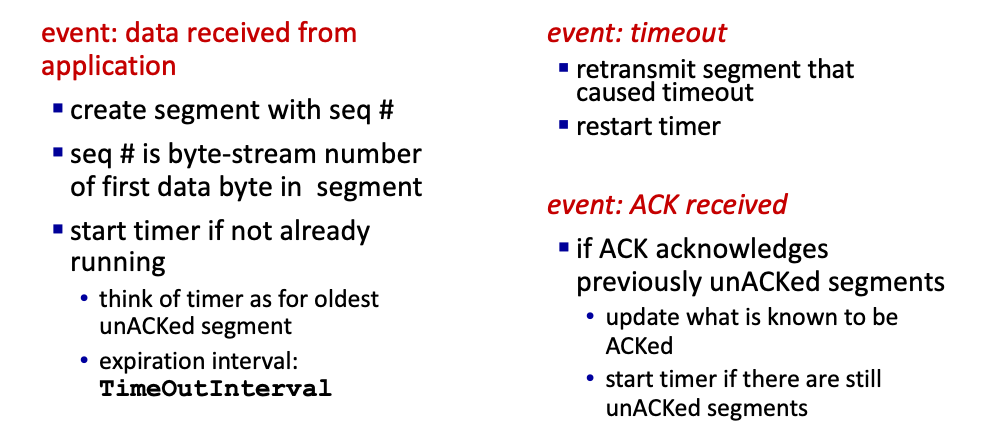 event: data received from
application
▪ create segment with seq #
▪ seq # is byte-stream number
of first data byte in segment
▪ start timer if not already
running
• think of timer as for oldest
unACKed segment
• expiration interval:
TimeOutInterval
event: timeout
▪ retransmit segment that
caused timeout
▪ restart timer
event: ACK received
▪ if ACK acknowledges
previously unACKed segments
• update what is known to be
ACKed
• start timer if there are still
unACKed segments